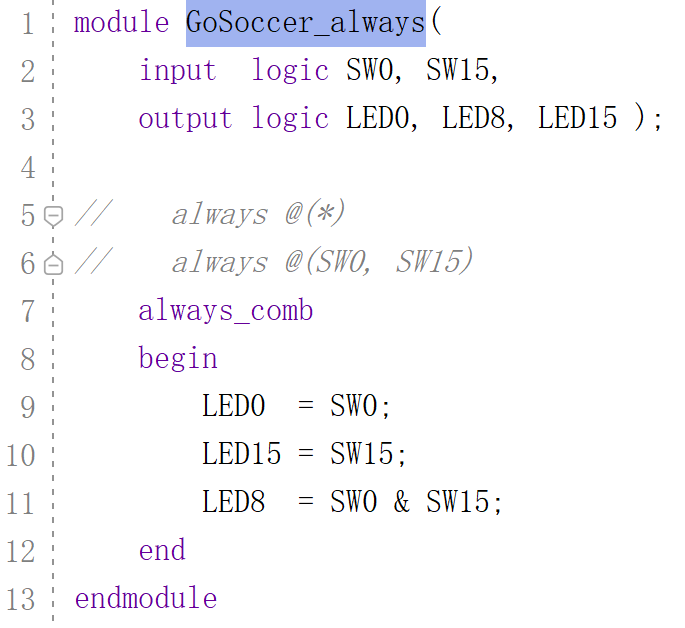 1 module GoSoccer_always(
2 input  logic SW0, SW15,
3 output logic LED0, LED8, LED15 );
4
5 //   always @(*)
6 //   always @(SW0, SW15)
7 always_comb
8 begin
9 LED0  = SW0;
10 LED15 = SW15;
11 LED8  = SW0 & SW15;
12 end
13 endmodule